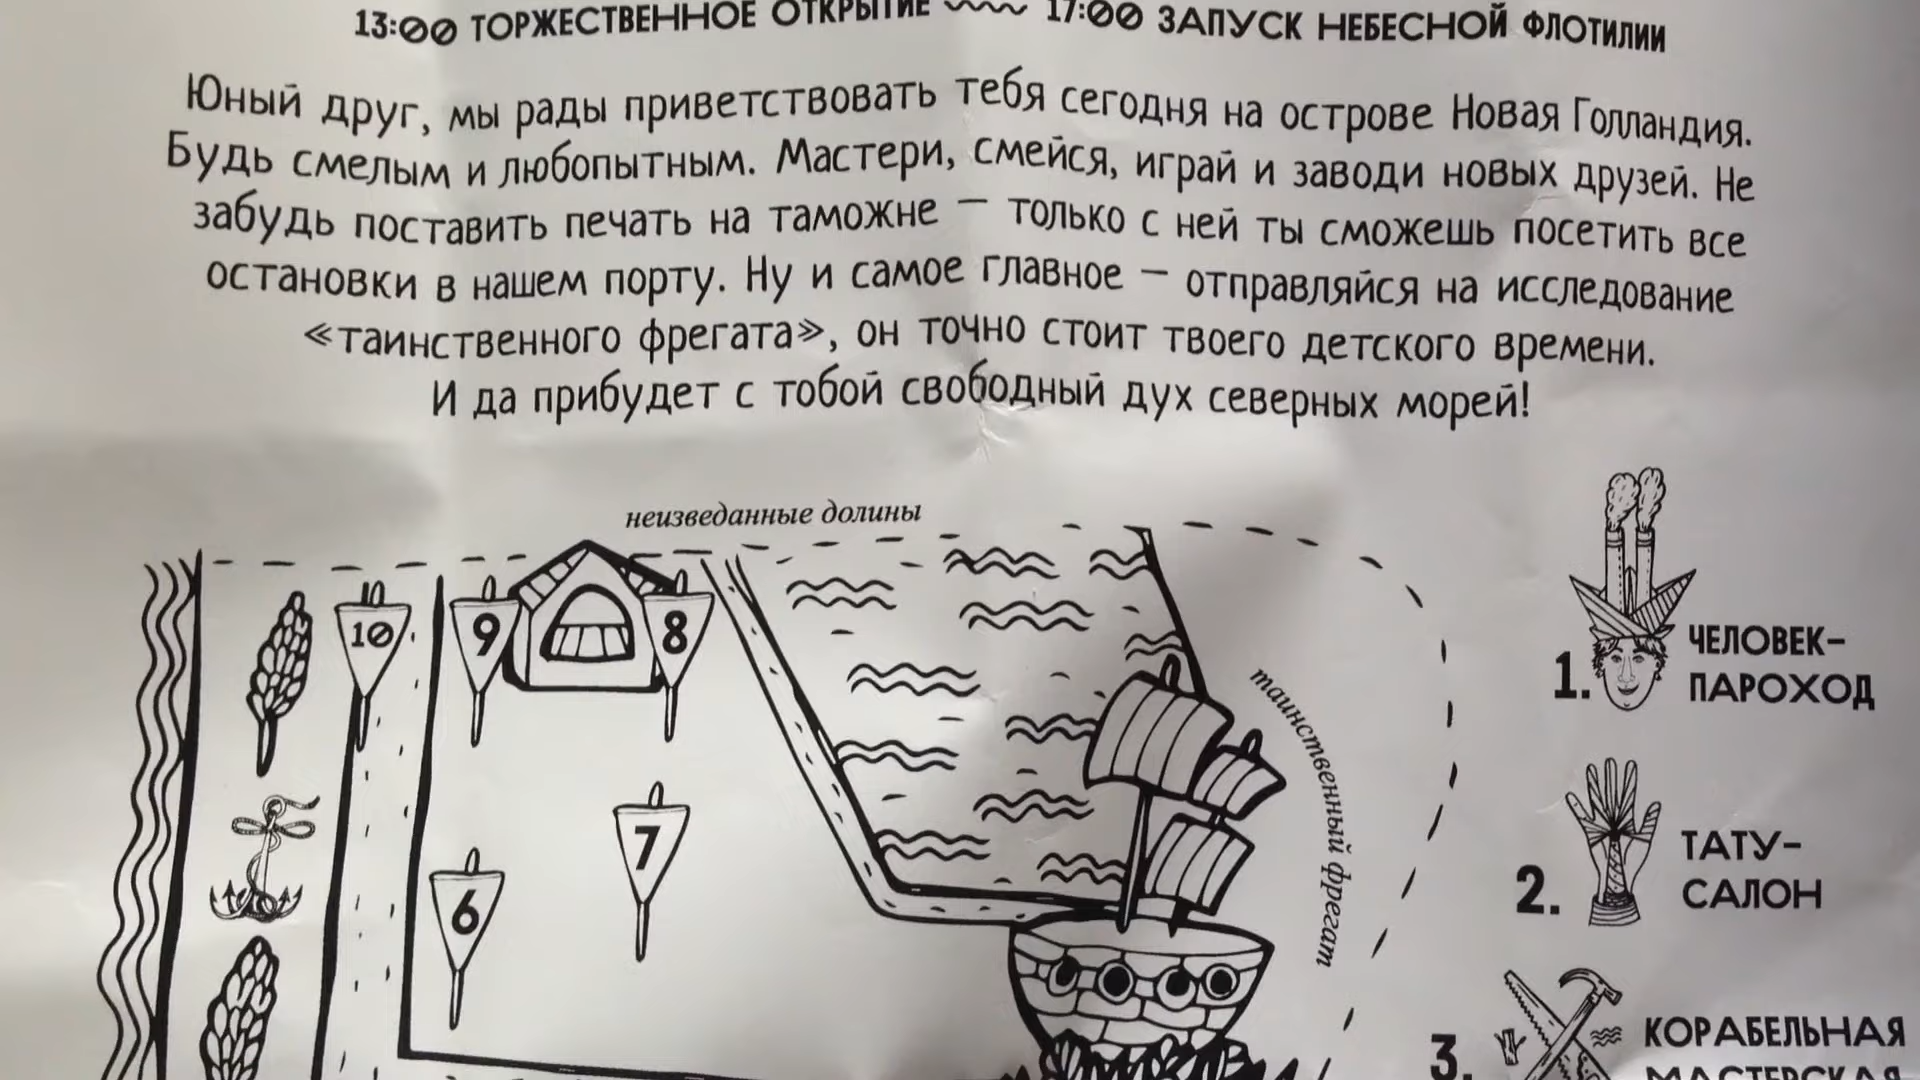 13:00 ТОРЖЕСТВЕННОЕ ОТКРЫТИЕ 17:00 ЗАПУСК НЕБЕСНОЙ ФЛОТИЛИИ
Юный друг, мы рады приветствовать тебя сегодня на острове Новая Голландия.
Будь смелым и любопытным. Мастери, смейся, играй и заводи новых друзей. Не
забудь поставить печать на таможне — только с ней ты сможешь посетить все
остановки в нашем порту. Ну и самое главное — отправляйся на исследование
«таинственного фрегата», он точно стоит твоего детского времени.
И да прибудет с тобой свободный дух северных морей!
неизведанные долины
10
9
8
7
6
таинственный фрегат
1. ЧЕЛОВЕК-
ПАРОХОД
2. ТАТУ-
САЛОН
3. КОРАБЕЛЬНАЯ
МАСТЕРСКАЯ